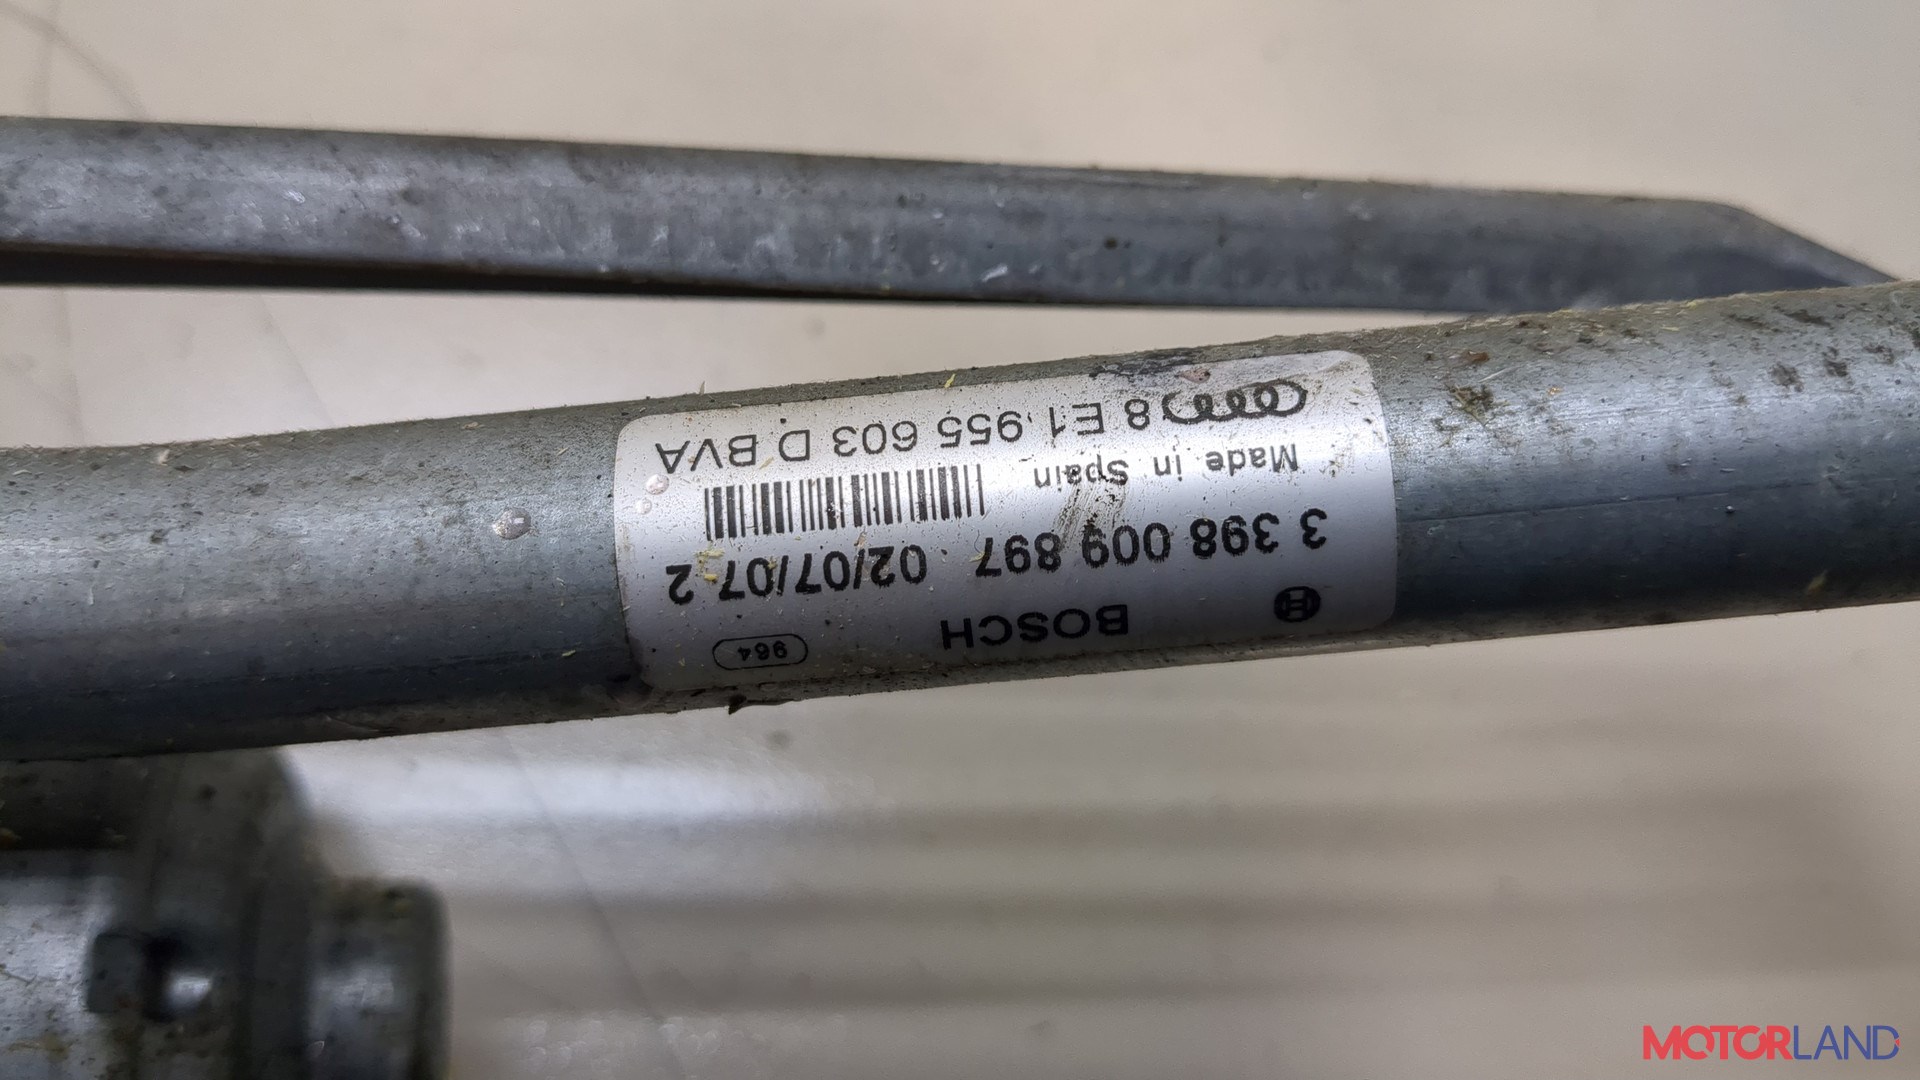 BOSCH
964
3 398 009 897 02/07/07 2
Made in Spain
8 E1 955 603 D BVA
MOTORLAND